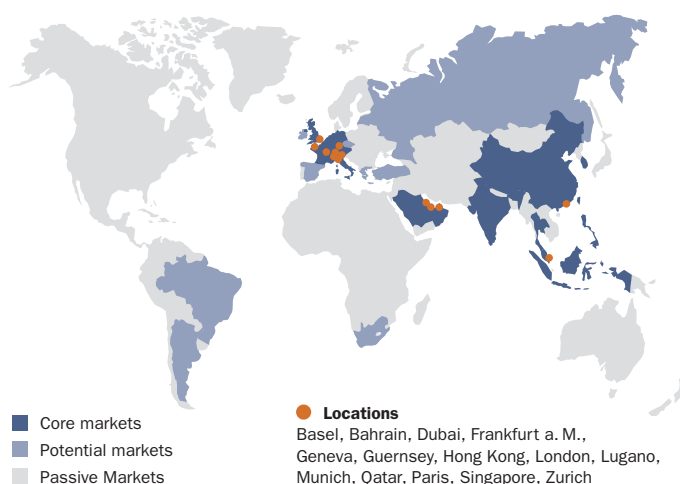 Core markets
Potential markets
Passive Markets
Locations
Basel, Bahrain, Dubai, Frankfurt a. M.,
Geneva, Guernsey, Hong Kong, London, Lugano,
Munich, Qatar, Paris, Singapore, Zurich